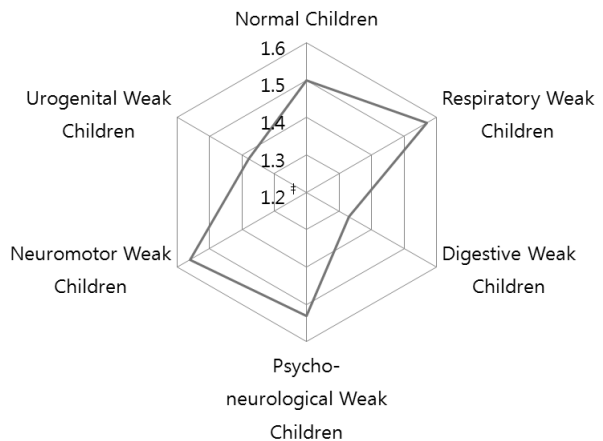 Normal Children
1.6
1.5
1.4
1.3
1.2 ‡
Urogenital Weak
Children
Respiratory Weak
Children
Neuromotor Weak
Children
Digestive Weak
Children
Psycho-
neurological Weak
Children